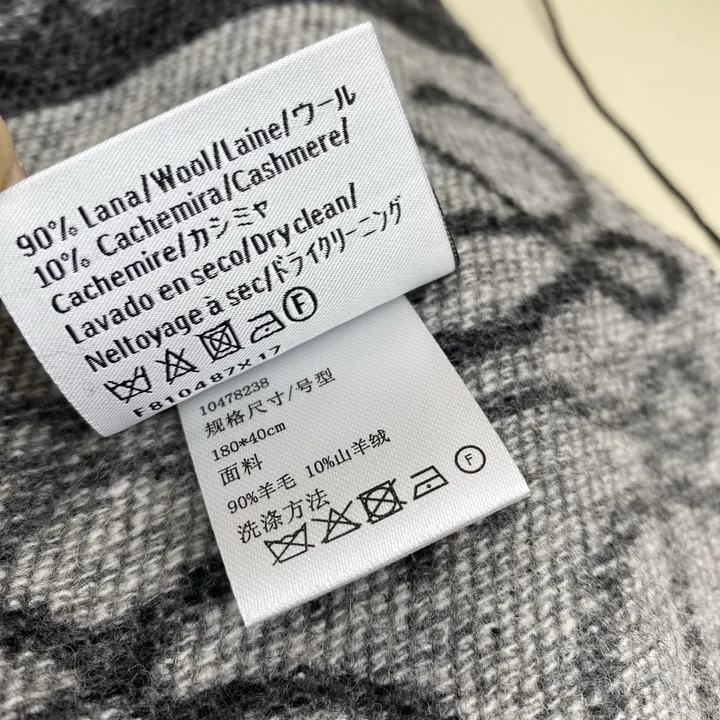 90% Lana/Wool/Laine/ウール
10% Cachemira/Cashmere/
Cachemire/カシミヤ
Lavado en seco/Dry clean/
Nettoyage à sec/ドライクリーニング
F
F810487X17
10478238
规格尺寸/号型
180*40cm
面料
90%羊毛 10%山羊绒
洗涤方法
F